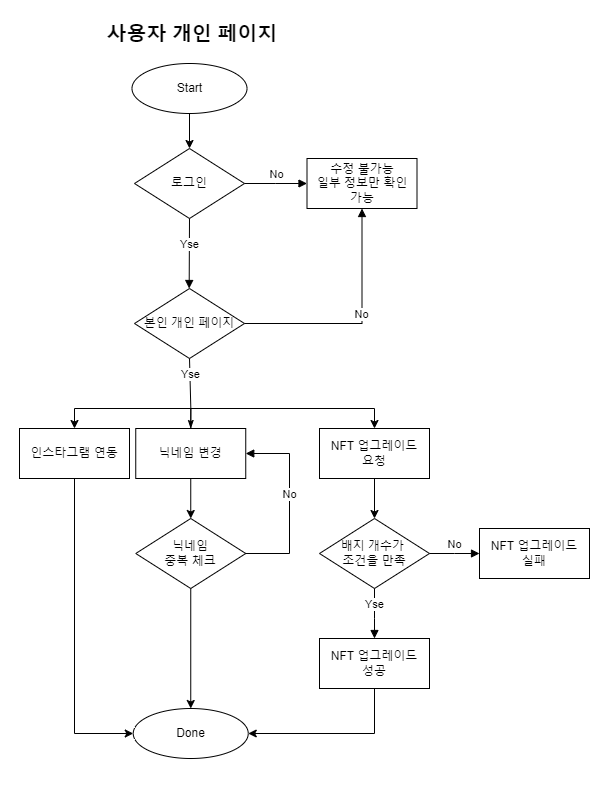 사용자 개인 페이지
Start
로그인
No
수정 불가능
일부 정보만 확인
가능
Yse
본인 개인 페이지
No
Yse
인스타그램 연동
닉네임 변경
NFT 업그레이드
요청
No
닉네임
중복 체크
배지 개수가
조건을 만족
No
NFT 업그레이드
실패
Yse
NFT 업그레이드
성공
Done